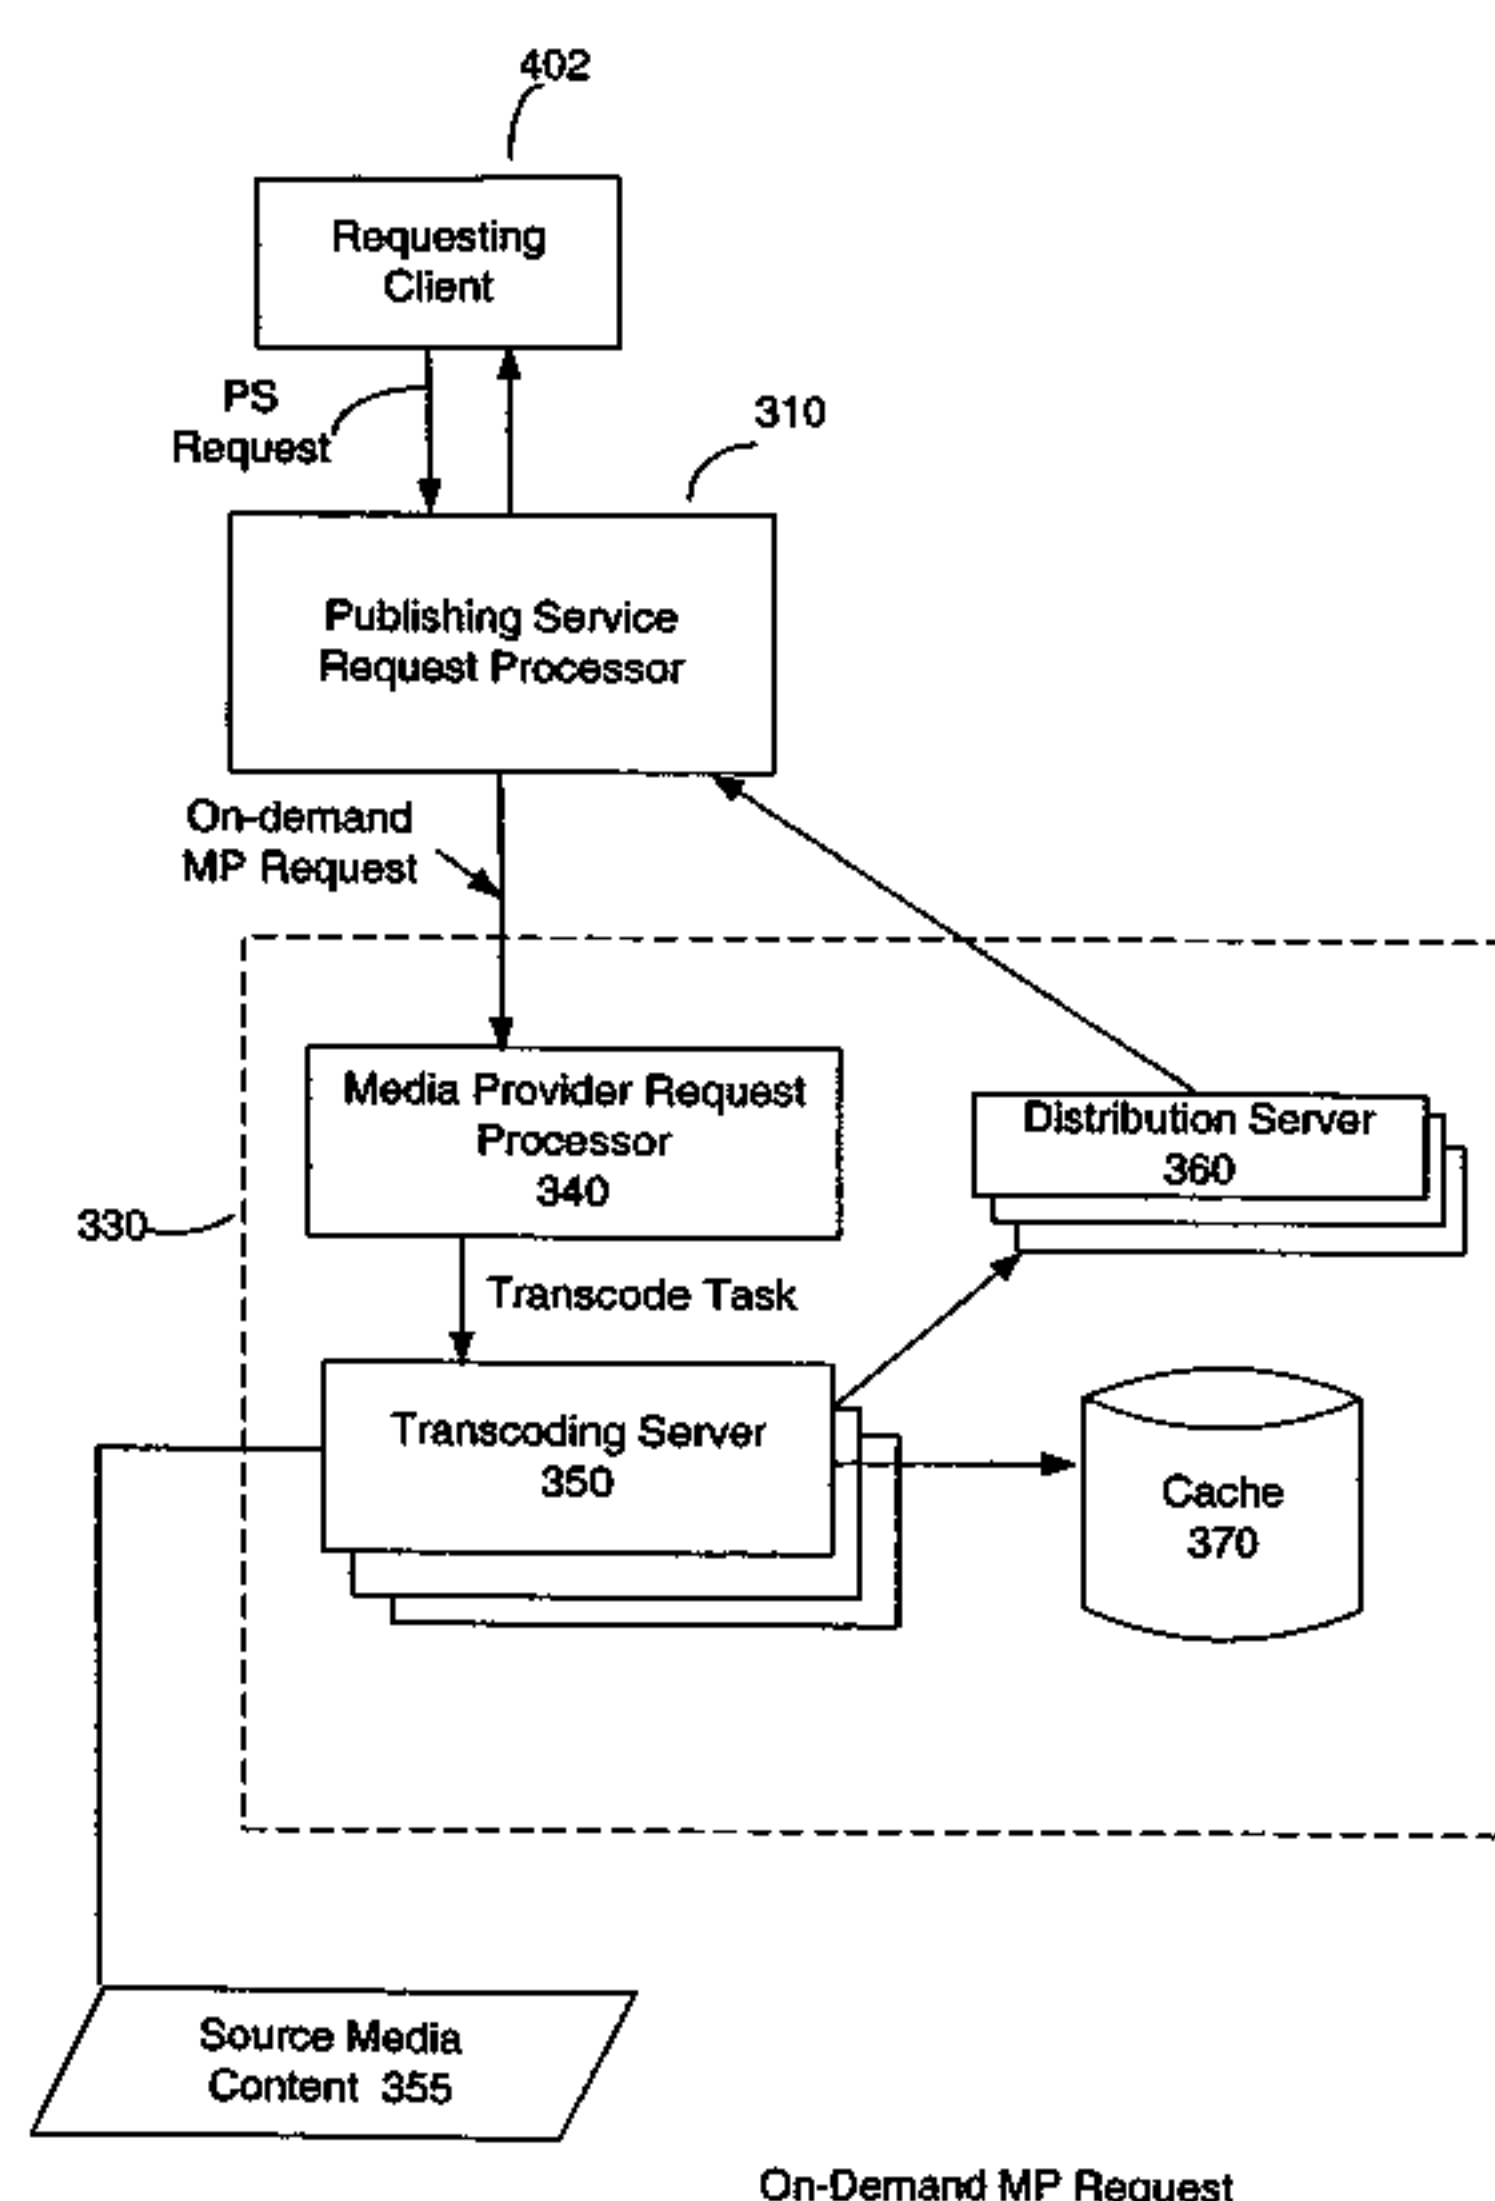 402
Requesting
Client
PS
Request
310
Publishing Service
Request Processor
On-demand
MP Request
Media Provider Request
Processor
340
Distribution Server
360
330
Transcode Task
Transcoding Server
350
Cache
370
Source Media
Content 355
On-Demand MP Request